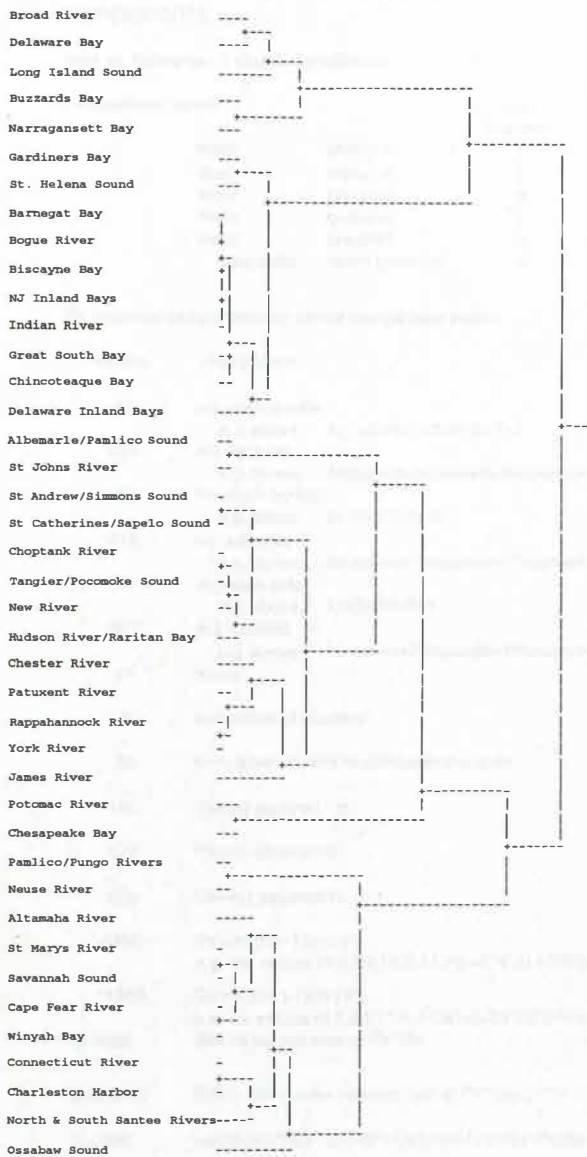 Broad River
Delaware Bay
Long Island Sound
Buzzards Bay
Narragansett Bay
Gardiners Bay
St. Helena Sound
Barnegat Bay
Bogue River
Biscayne Bay
NJ Inland Bays
Indian River
Great South Bay
Chincoteaque Bay
Delaware Inland Bays
Albemarle/Pamlico Sound
St Johns River
St Andrew/Simmons Sound
St Catherines/Sapelo Sound
Choptank River
Tangier/Pocomoke Sound
New River
Hudson River/Raritan Bay
Chester River
Patuxent River
Rappahannock River
York River
James River
Potomac River
Chesapeake Bay
Pamlico/Pungo Rivers
Neuse River
Altamaha River
St Marys River
Savannah Sound
Cape Fear River
Winyah Bay
Connecticut River
Charleston Harbor
North & South Santee Rivers
Ossabaw Sound